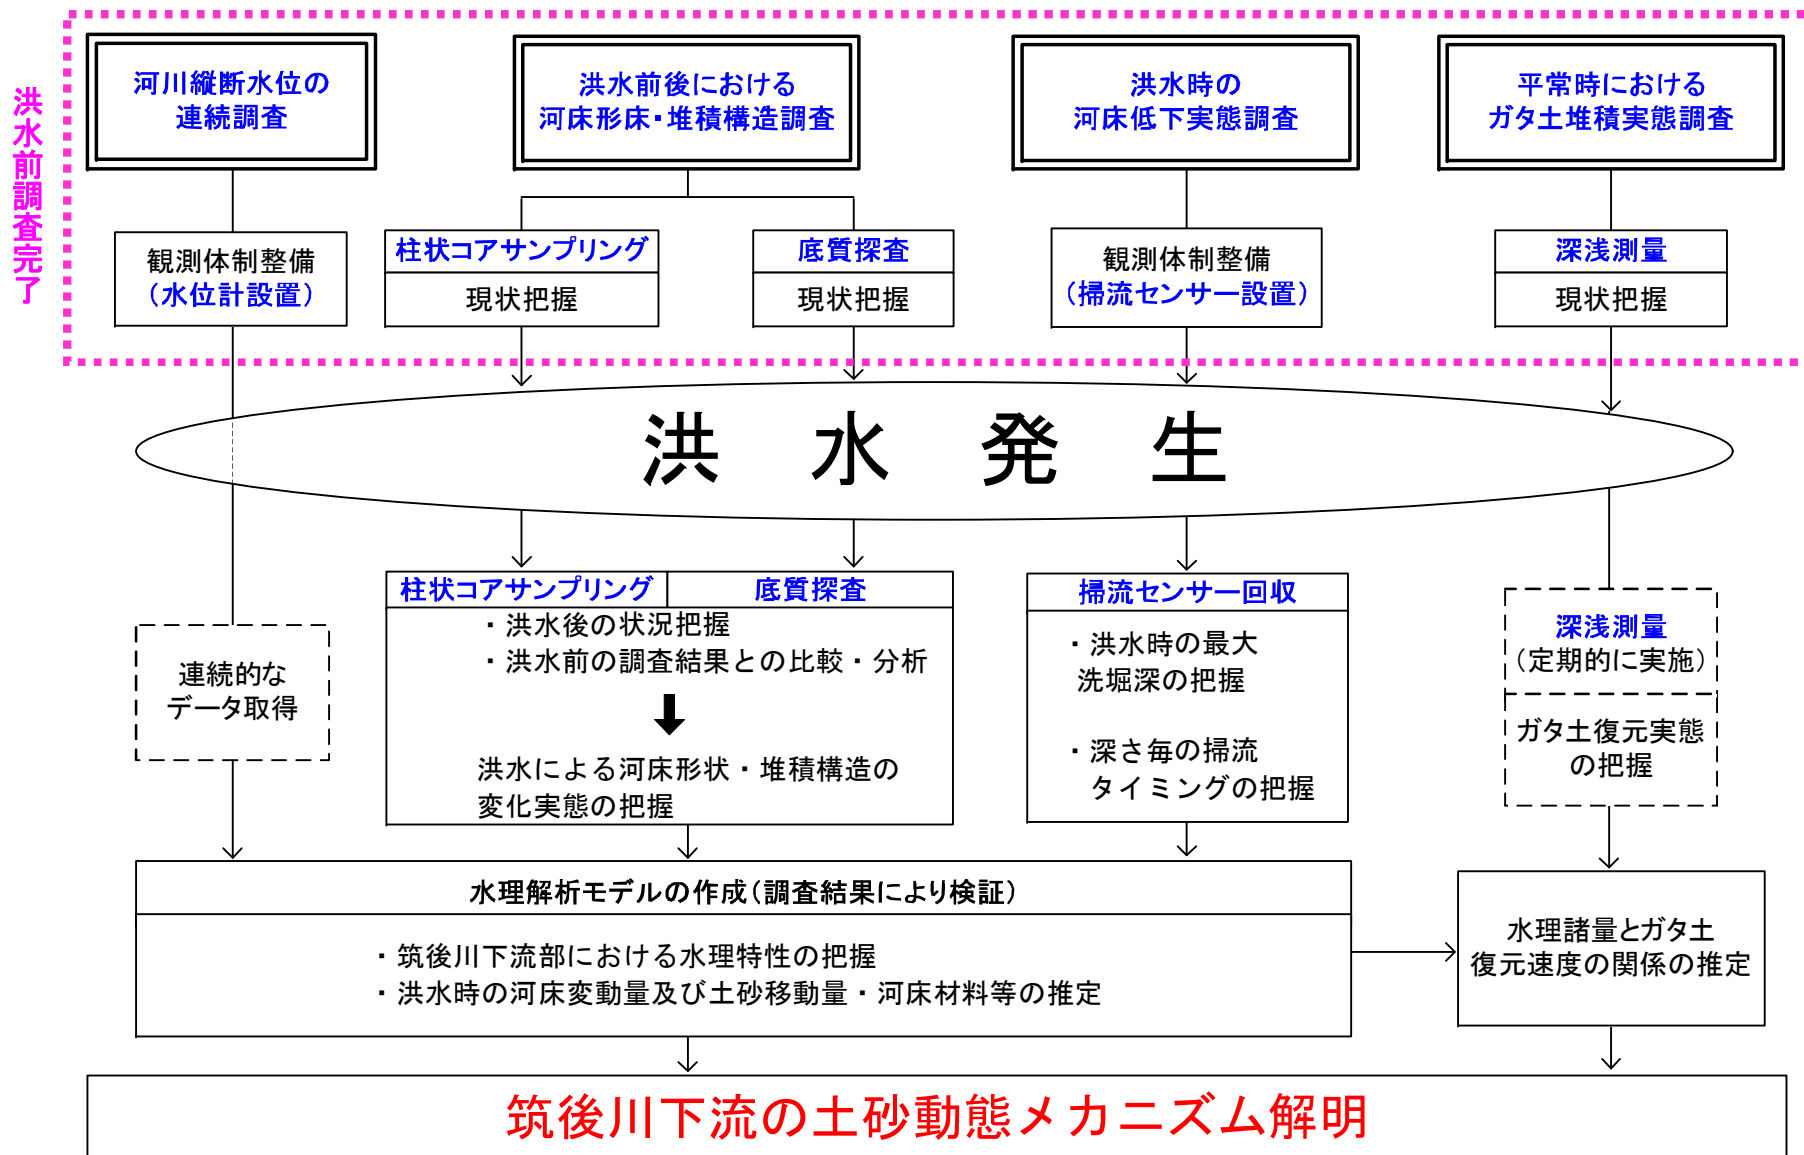 洪水前調査完了
河川縦断水位の
連続調査
洪水前後における
河床形床・堆積構造調査
洪水時の
河床低下実態調査
平常時における
ガタ土堆積実態調査
観測体制整備
（水位計設置）
柱状コアサンプリング
現状把握
底質探査
現状把握
観測体制整備
（掃流センサー設置）
深浅測量
現状把握
洪 水 発 生
連続的な
データ取得
柱状コアサンプリング
底質探査
・洪水後の状況把握
・洪水前の調査結果との比較・分析
洪水による河床形状・堆積構造の
変化実態の把握
掃流センサー回収
・洪水時の最大
洗堀深の把握
・深さ毎の掃流
タイミングの把握
深浅測量
（定期的に実施）
ガタ土復元実態
の把握
水理解析モデルの作成（調査結果により検証）
・筑後川下流部における水理特性の把握
・洪水時の河床変動量及び土砂移動量・河床材料等の推定
水理諸量とガタ土
復元速度の関係の推定
筑後川下流の土砂動態メカニズム解明